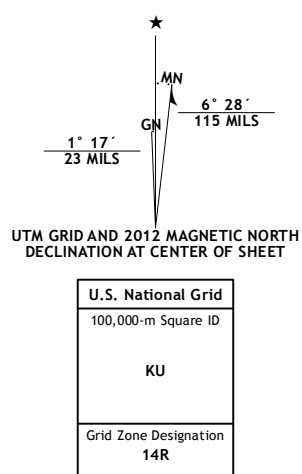 ★
MN
GN
6° 28´
115 MILS
1° 17´
23 MILS
UTM GRID AND 2012 MAGNETIC NORTH
DECLINATION AT CENTER OF SHEET
U.S. National Grid
100,000-m Square ID
KU
Grid Zone Designation
14R